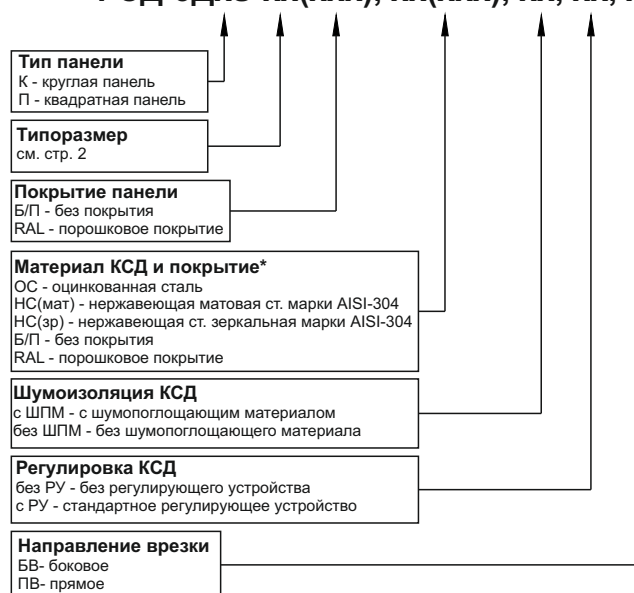 Тип панели
К - круглая панель
П - квадратная панель
Типоразмер
см. стр. 2
Покрытие панели
Б/П - без покрытия
RAL - порошковое покрытие
Материал КСД и покрытие*
ОС - оцинкованная сталь
НС(мат) - нержавеющая матовая ст. марки AISI-304
НС(зр) - нержавеющая ст. зеркальная марки AISI-304
Б/П - без покрытия
RAL - порошковое покрытие
Шумоизоляция КСД
с ШПМ - с шумопоглощающим материалом
без ШПМ - без шумопоглощающего материала
Регулировка КСД
без РУ - без регулирующего устройства
с РУ - стандартное регулирующее устройство
Направление врезки
БВ- боковое
ПВ- прямое